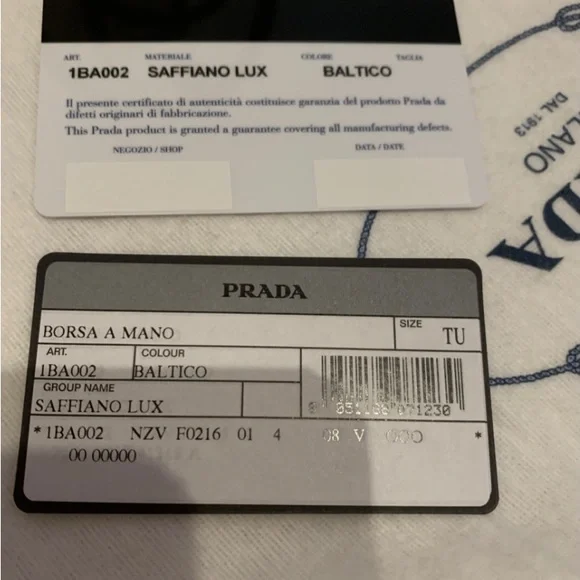 ART. MATERIALE COLORE TAGLIA
1BA002 SAFFIANO LUX BALTICO
Il presente certificato di autenticità costituisce garanzia del prodotto Prada da
difetti originari di fabbricazione.
This Prada product is granted a guarantee covering all manufacturing defects.
NEGOZIO / SHOP DATA / DATE
MILANO
DAL 1913
PRADA
BORSA A MANO
SIZE TU
ART. COLOUR
1BA002 BALTICO
GROUP NAME
SAFFIANO LUX
*1BA002 NZV F0216 01 4 08 V *
00 00000